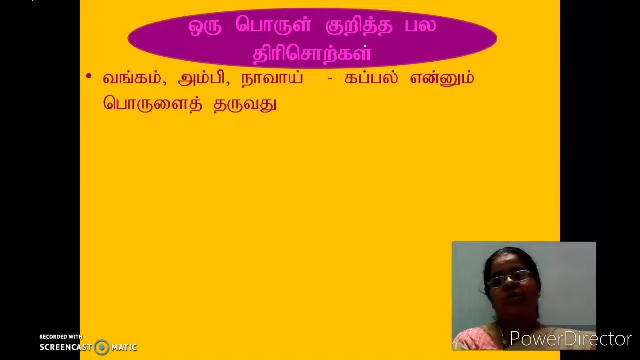 ஒரு பொருள் குறித்த பல
திரிசொற்கள்
• வங்கம், அம்பி, நாவாய் - கப்பல் என்னும்
பொருளைத் தருவது
RECORDED WITH
SCREENCAST MATIC
PowerDirector